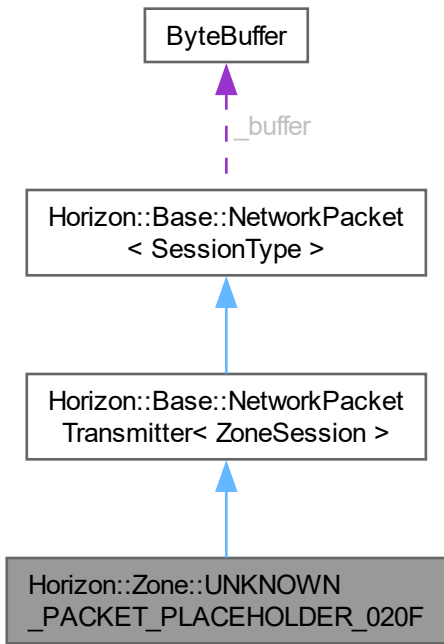 ByteBuffer
_buffer
Horizon::Base::NetworkPacket
< SessionType >
Horizon::Base::NetworkPacket
Transmitter< ZoneSession >
Horizon::Zone::UNKNOWN
_PACKET_PLACEHOLDER_020F